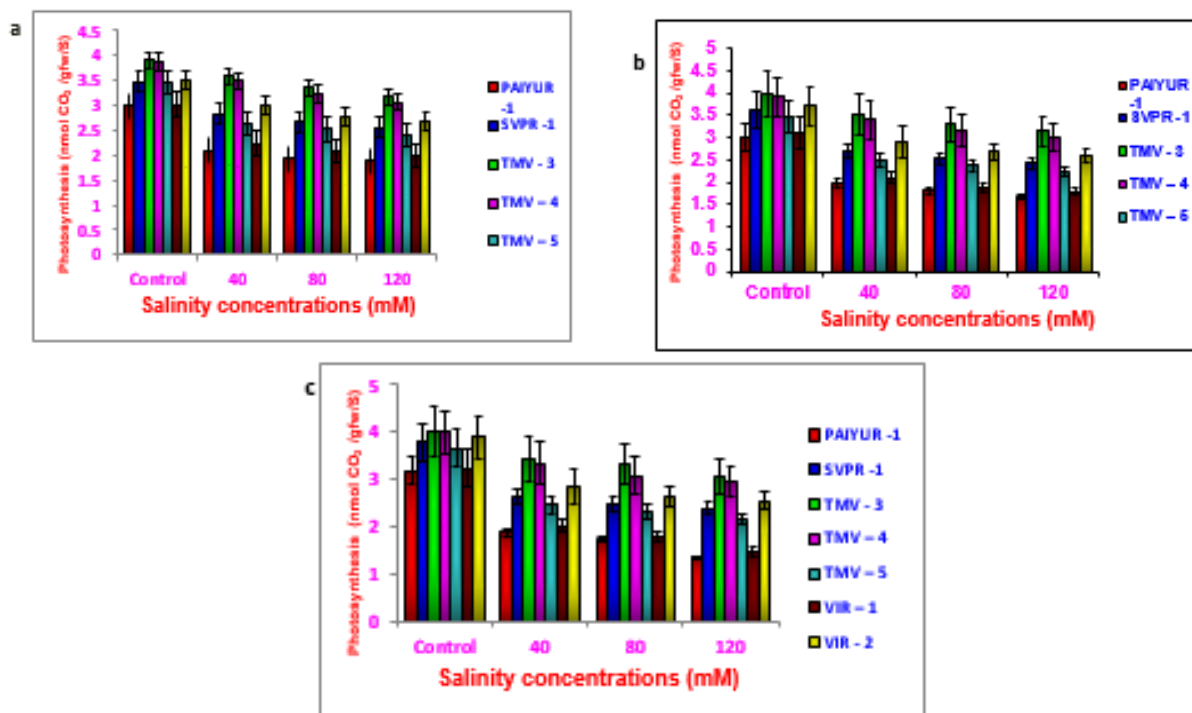 a
Photosynthesis (nmol CO₂ /gfw/S)
4.5
4
3.5
3
2.5
2
1.5
1
0.5
0
Control 40 80 120
Salinity concentrations (mM)
PAIYUR
-1
SVPR -1
TMV - 3
TMV – 4
TMV – 5
b
Photosynthesis (nmol CO₂ /gfw/S)
5
4.5
4
3.5
3
2.5
2
1.5
1
0.5
0
Control 40 80 120
Salinity concentrations (mM)
PAIYUR
-1
SVPR -1
TMV - 3
TMV – 4
TMV – 5
c
Photosynthesis (nmol CO₂ /gfw/S)
5
4
3
2
1
0
Control 40 80 120
Salinity concentrations (mM)
PAIYUR -1
SVPR -1
TMV - 3
TMV – 4
TMV – 5
VIR – 1
VIR - 2